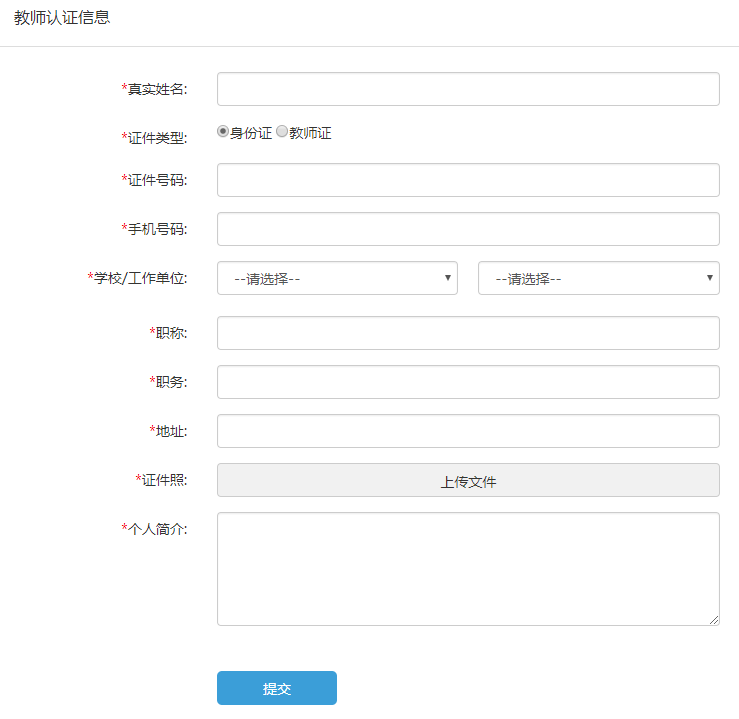 教师认证信息
*真实姓名:
*证件类型: 身份证 教师证
*证件号码:
*手机号码:
*学校/工作单位: --请选择-- --请选择--
*职称:
*职务:
*地址:
*证件照: 上传文件
*个人简介:
提交